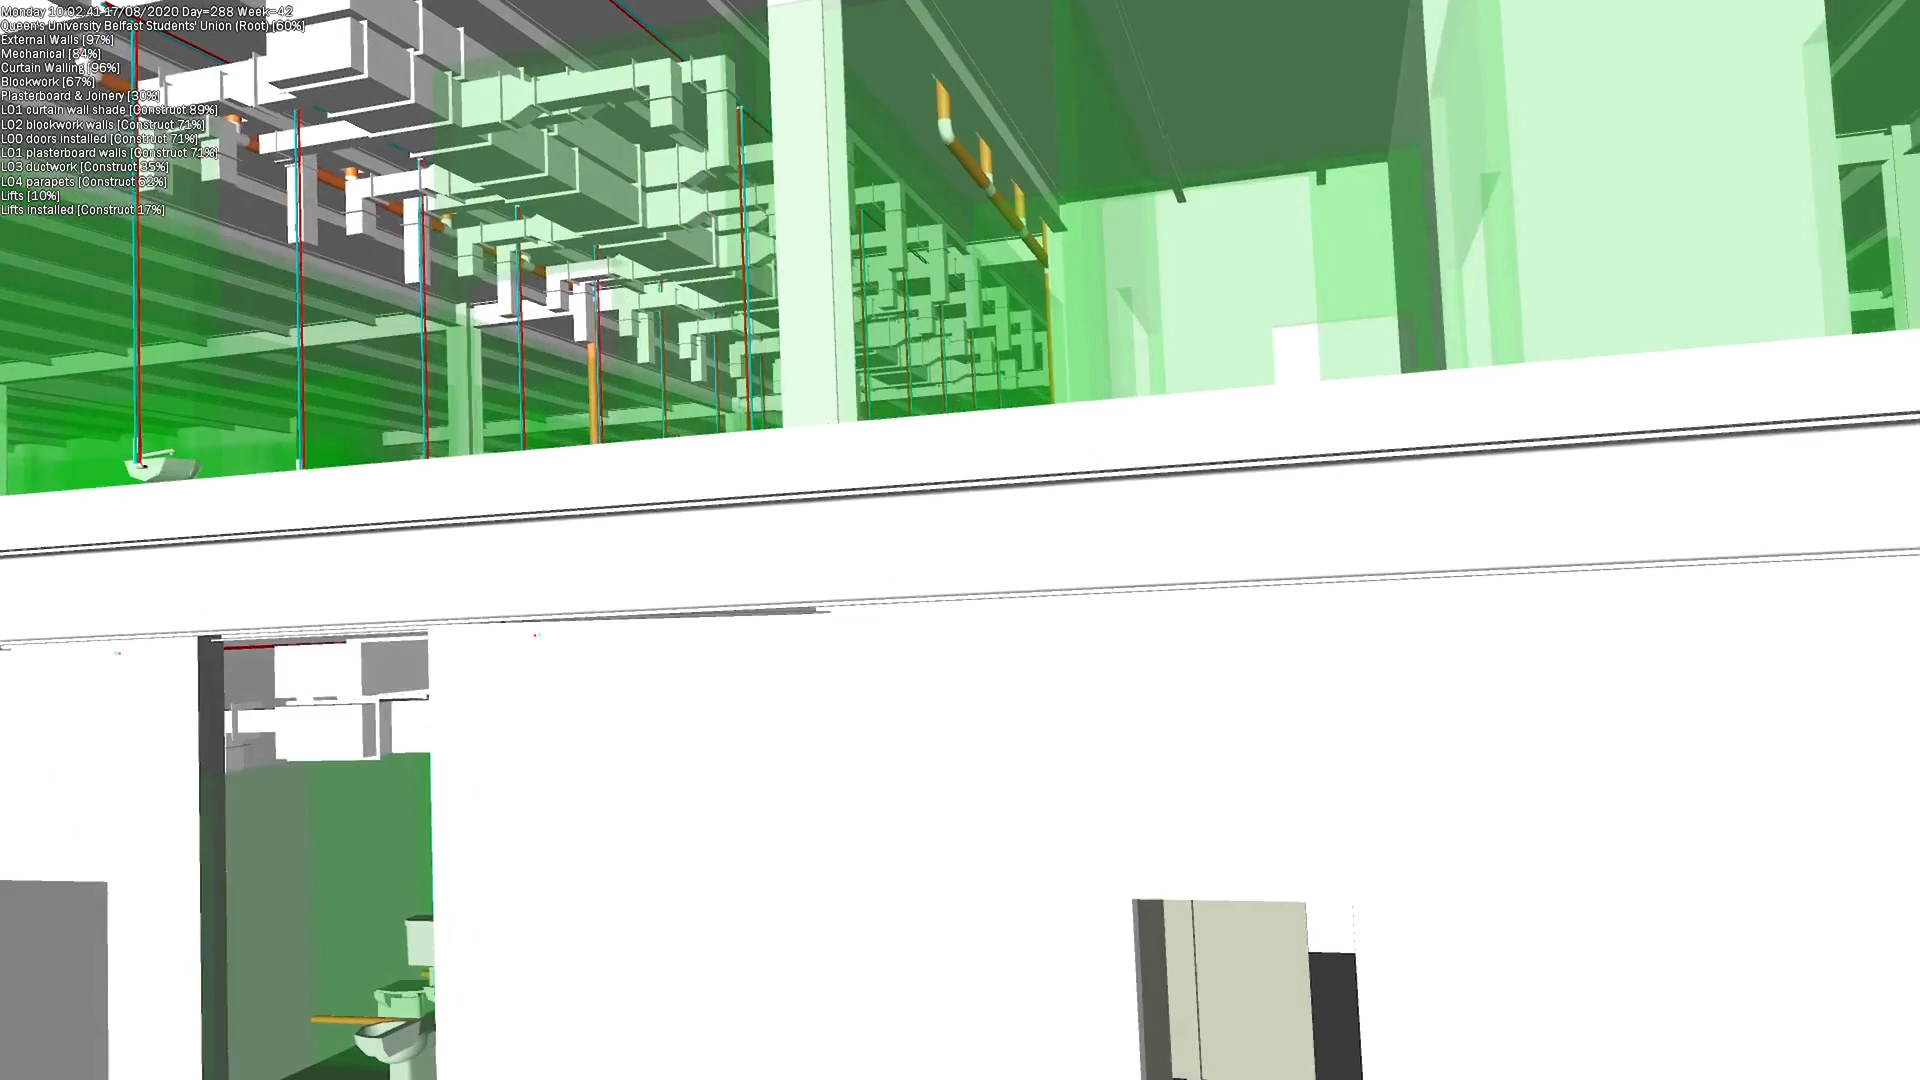 Monday 10:02:41 17/08/2020 Day=288 Week=42
Queen's University Belfast Students' Union (Root) [60%]
External Walls [97%]
Mechanical [84%]
Curtain Walling [96%]
Blockwork [67%]
Plasterboard & Joinery [30%]
L01 curtain wall shade [Construct 89%]
L02 blockwork walls [Construct 71%]
L00 doors installed [Construct 71%]
L01 plasterboard walls [Construct 71%]
L03 ductwork [Construct 35%]
L04 parapets [Construct 62%]
Lifts [10%]
Lifts installed [Construct 17%]